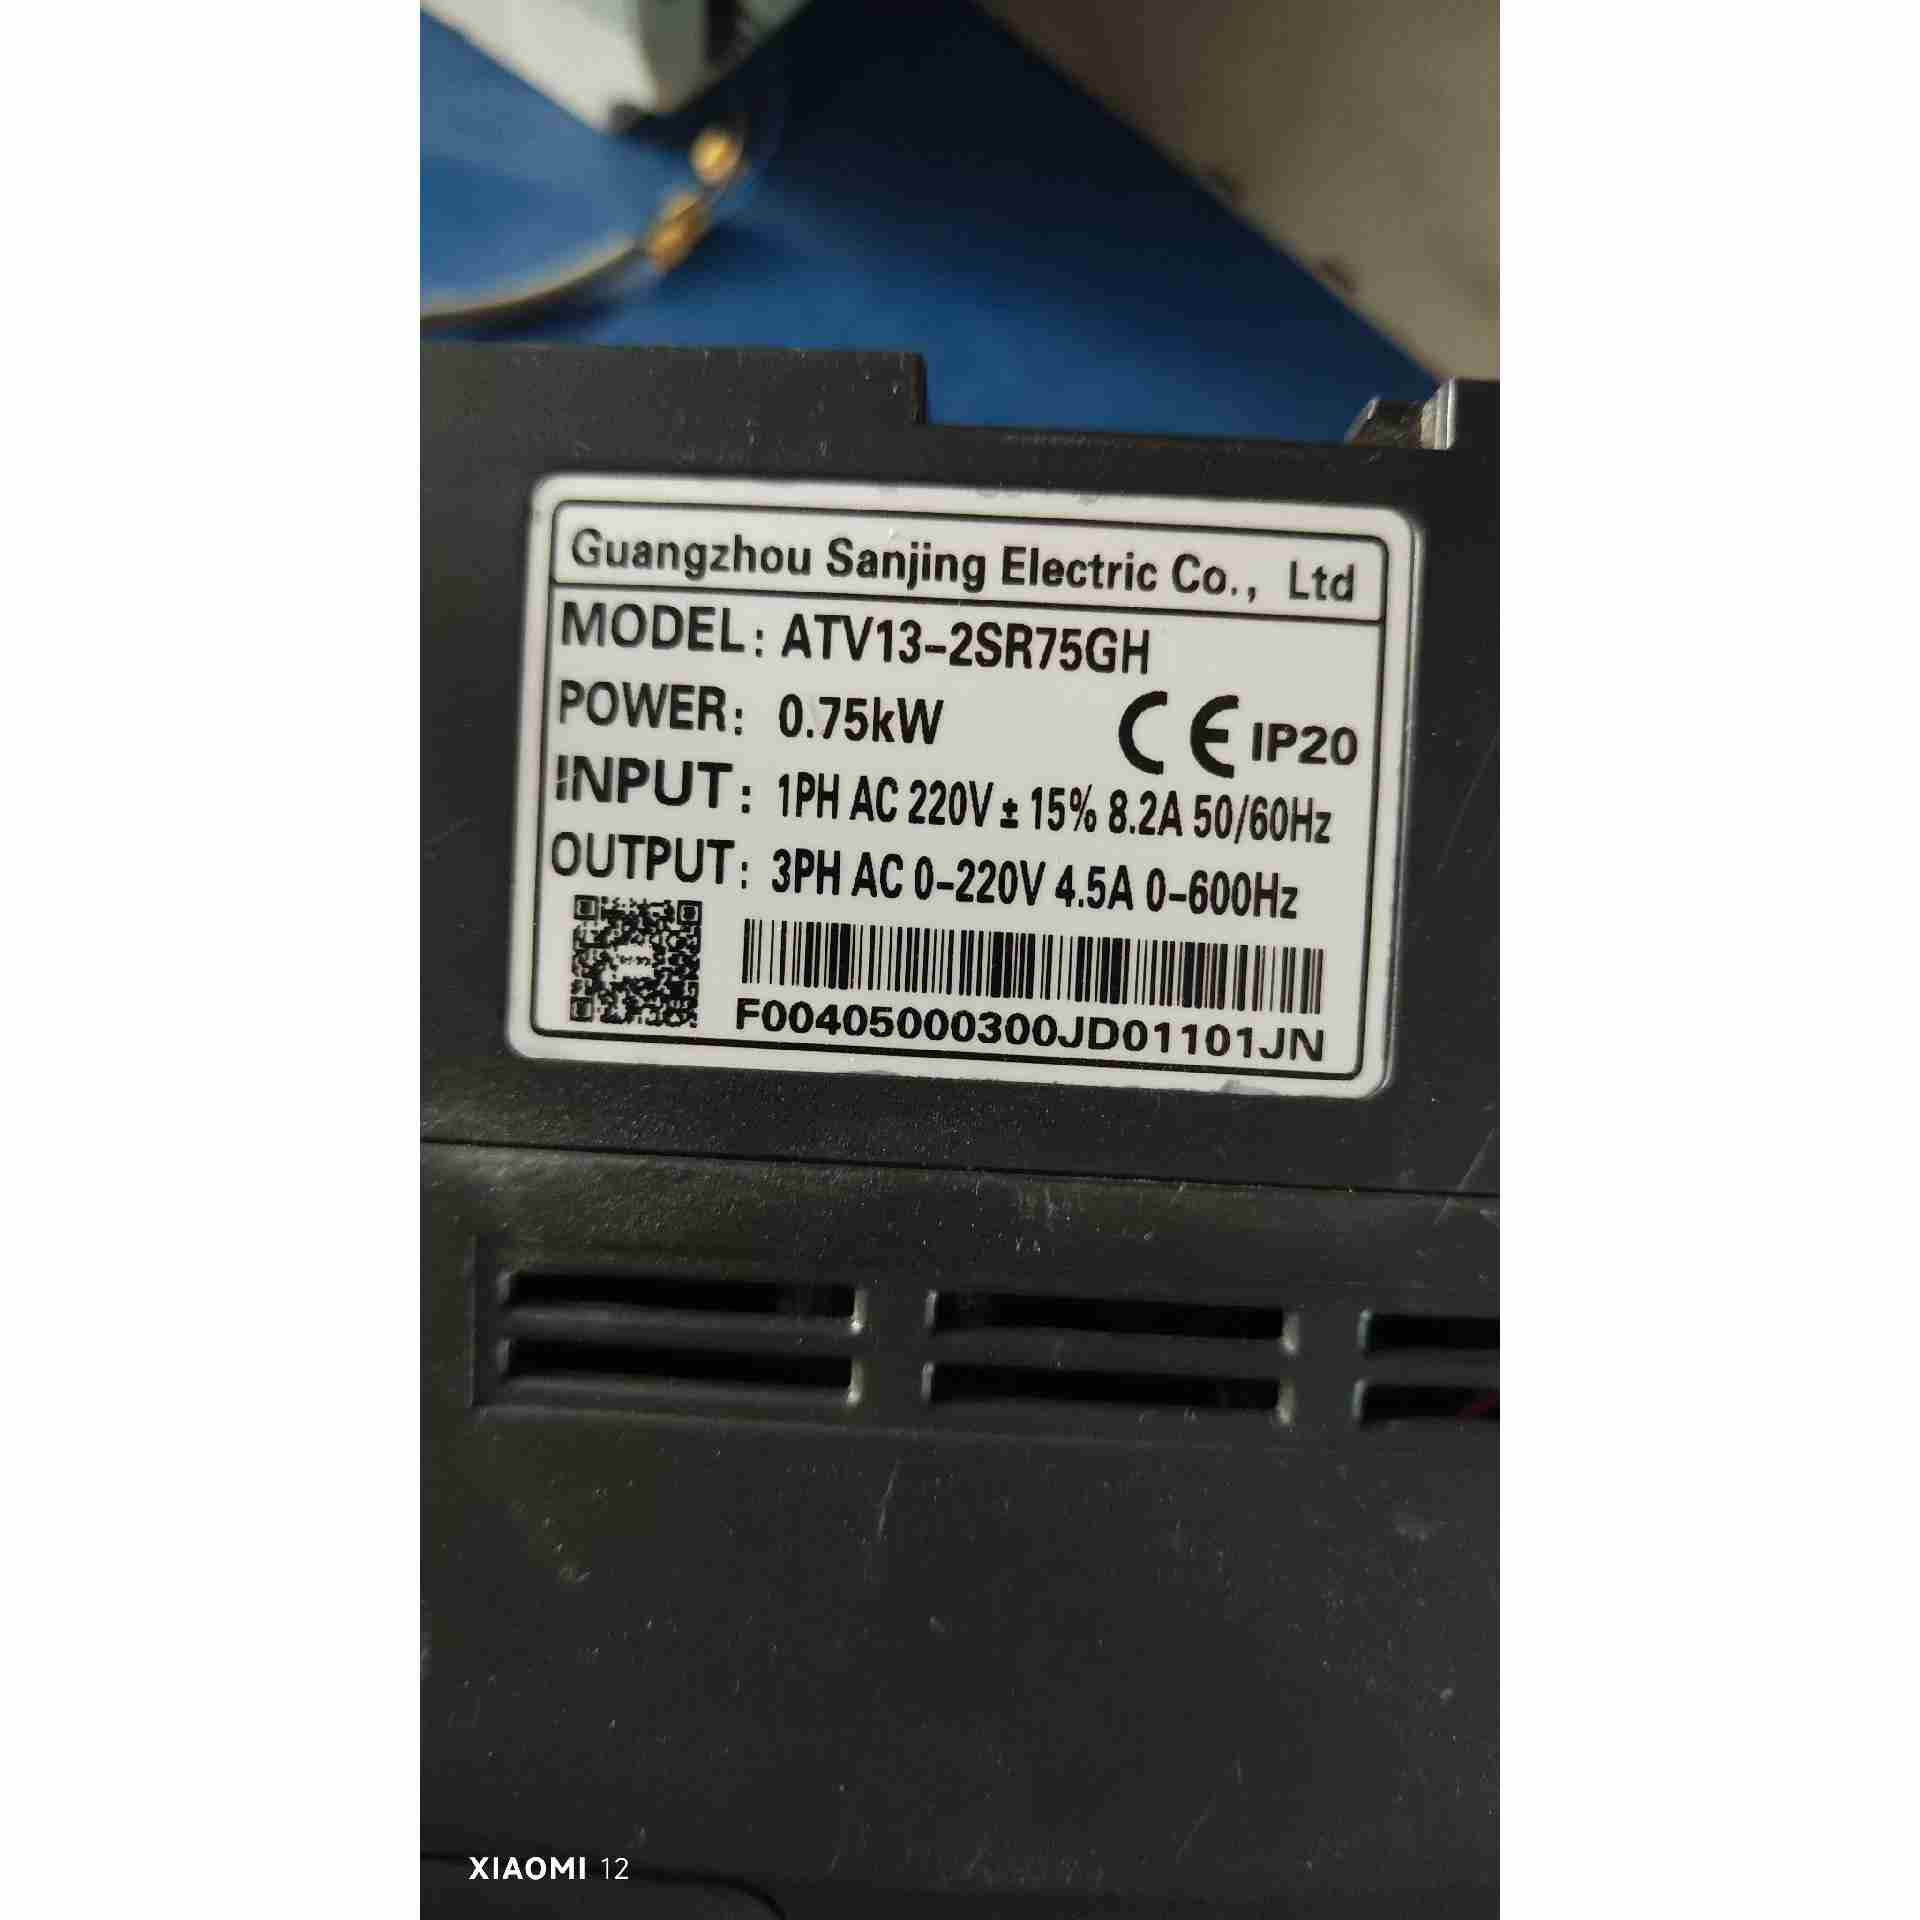 Guangzhou Sanjing Electric Co., Ltd
MODEL: ATV13-2SR75GH
POWER: 0.75kW
CE IP20
INPUT: 1PH AC 220V ± 15% 8.2A 50/60Hz
OUTPUT: 3PH AC 0-220V 4.5A 0-600Hz
F00405000300JD01101JN
XIAOMI 12